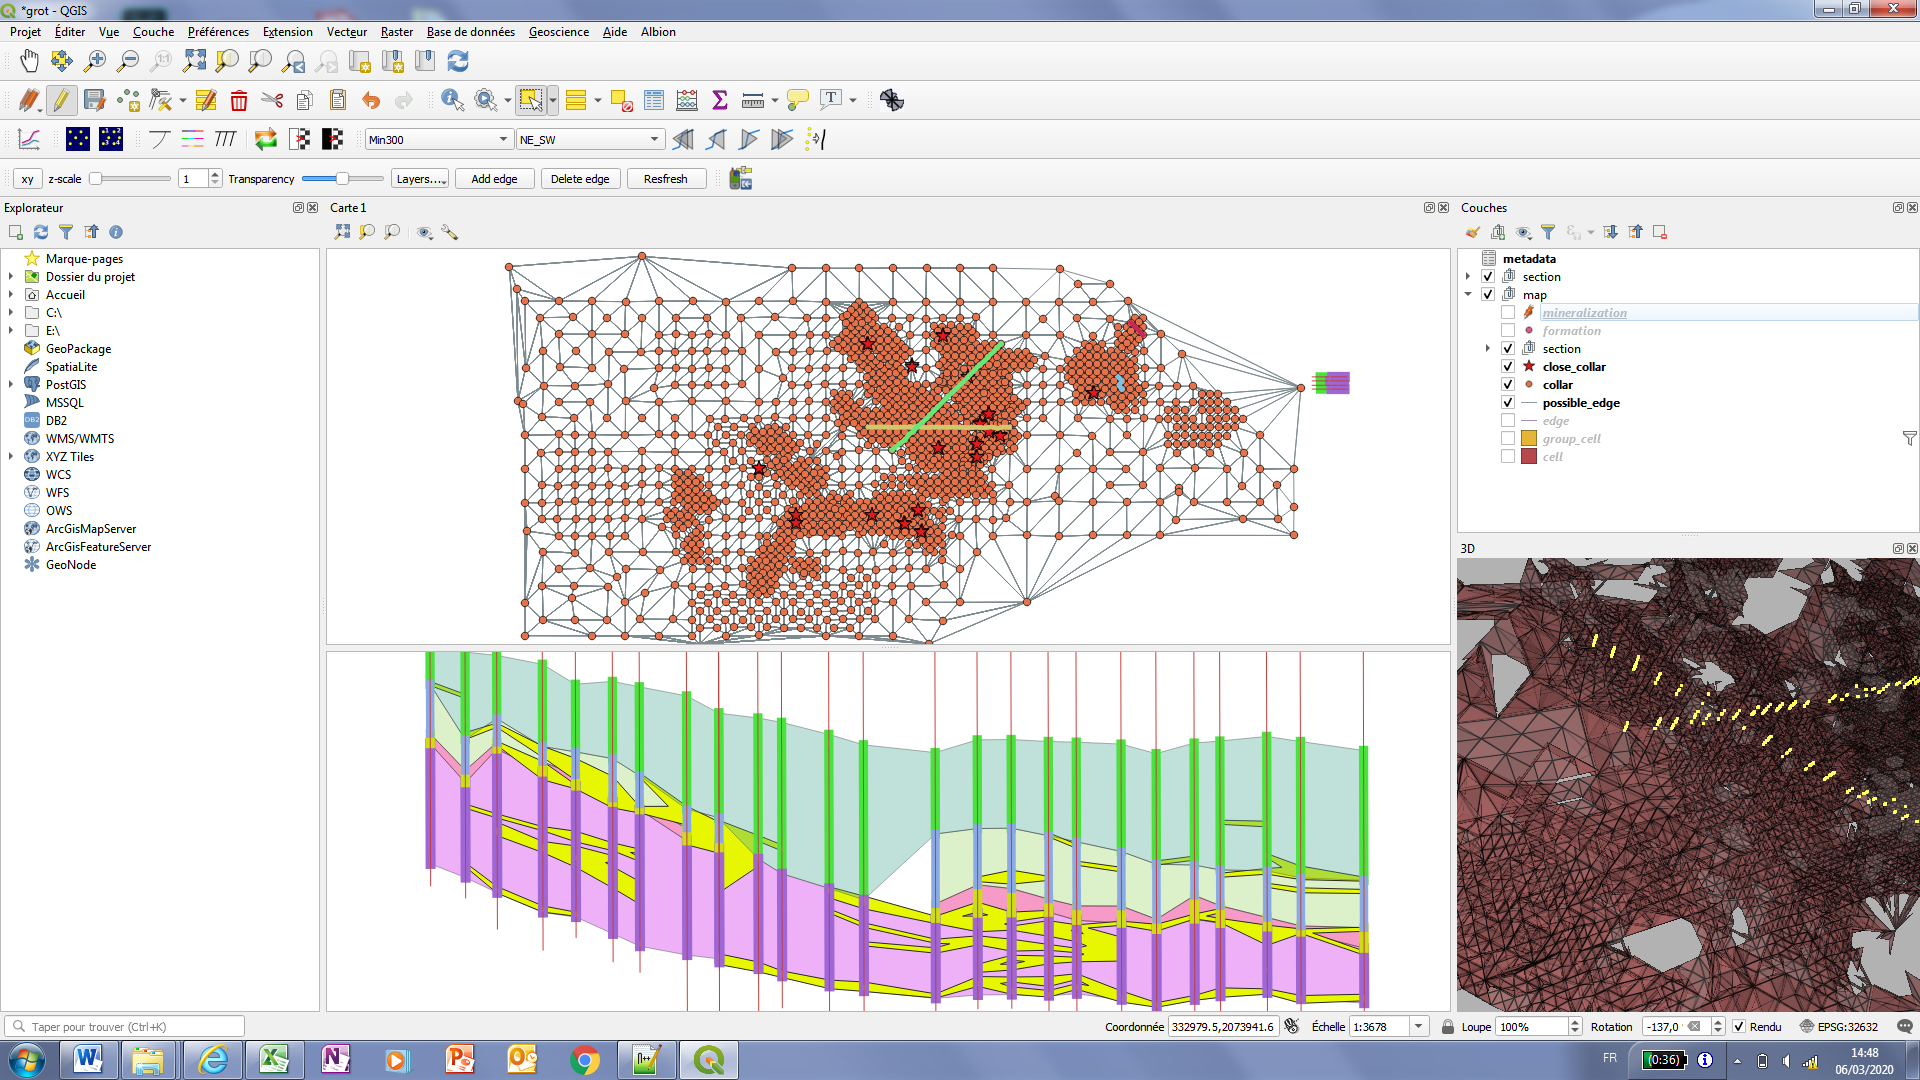 *grot - QGIS
Projet Éditer Vue Couche Préférences Extension Vecteur Raster Base de données Geoscience Aide Albion
Min300 NE_SW
xy z-scale 1 Transparency Layers... Add edge Delete edge Resfresh
Explorateur
Marque-pages
Dossier du projet
Accueil
C:\
E:\
GeoPackage
SpatiaLite
PostGIS
MSSQL
DB2
WMS/WMTS
XYZ Tiles
WCS
WFS
OWS
ArcGisMapServer
ArcGisFeatureServer
GeoNode
Carte 1
Couches
metadata
section
map
mineralization
formation
section
close_collar
collar
possible_edge
edge
group_cell
cell
3D
Taper pour trouver (Ctrl+K)
Coordonnée 332979.5,2073941.6 Échelle 1:3678 Loupe 100% Rotation -137,0 Rendu EPSG:32632
FR (0:36) 14:48
06/03/2020